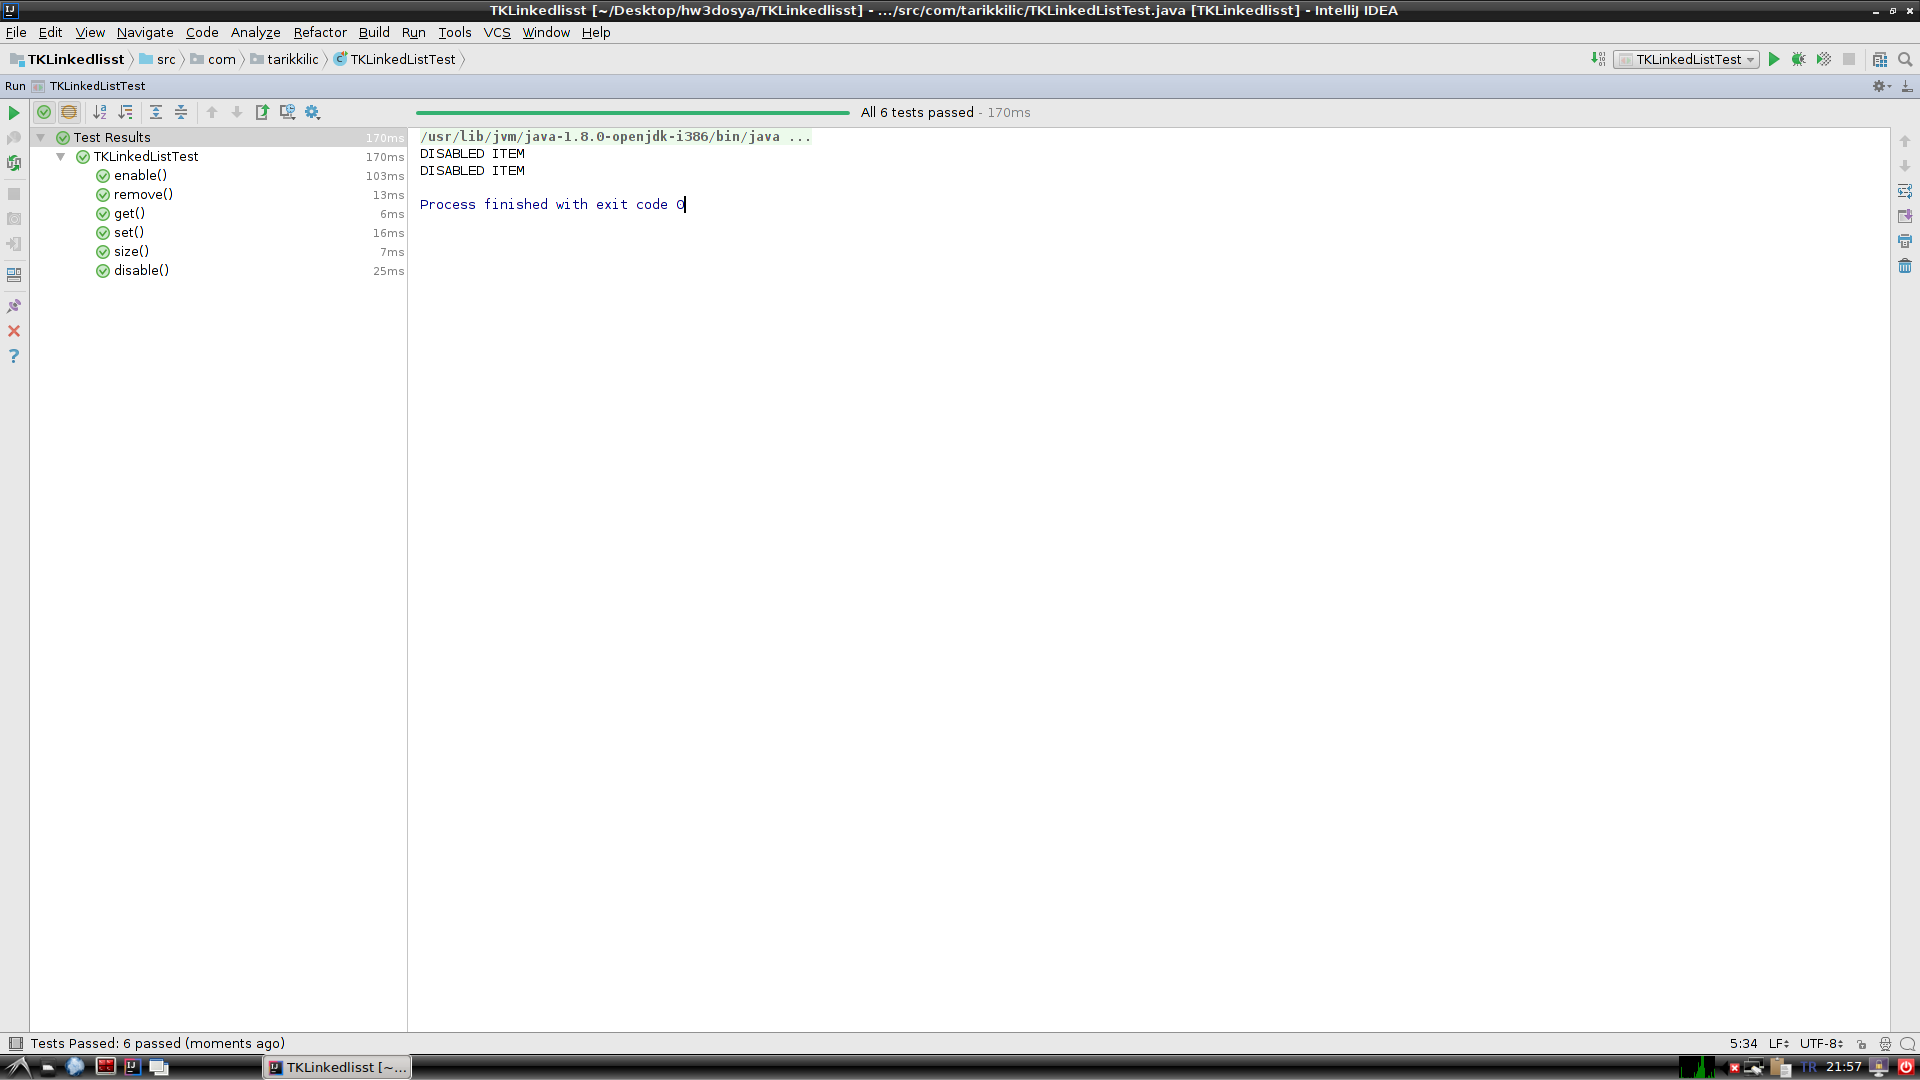 TKLinkedlisst [~/Desktop/hw3dosya/TKLinkedlisst] - .../src/com/tarikkilic/TKLinkedListTest.java [TKLinkedlisst] - IntelliJ IDEA
File Edit View Navigate Code Analyze Refactor Build Run Tools VCS Window Help
TKLinkedlisst src com tarikkilic TKLinkedListTest TKLinkedListTest
Run TKLinkedListTest
All 6 tests passed - 170ms
Test Results 170ms
TKLinkedListTest 170ms
enable() 103ms
remove() 13ms
get() 6ms
set() 16ms
size() 7ms
disable() 25ms
/usr/lib/jvm/java-1.8.0-openjdk-i386/bin/java ...
DISABLED ITEM
DISABLED ITEM
Process finished with exit code 0
Tests Passed: 6 passed (moments ago) 5:34 LF UTF-8
TKLinkedlisst [~... TR 21:57